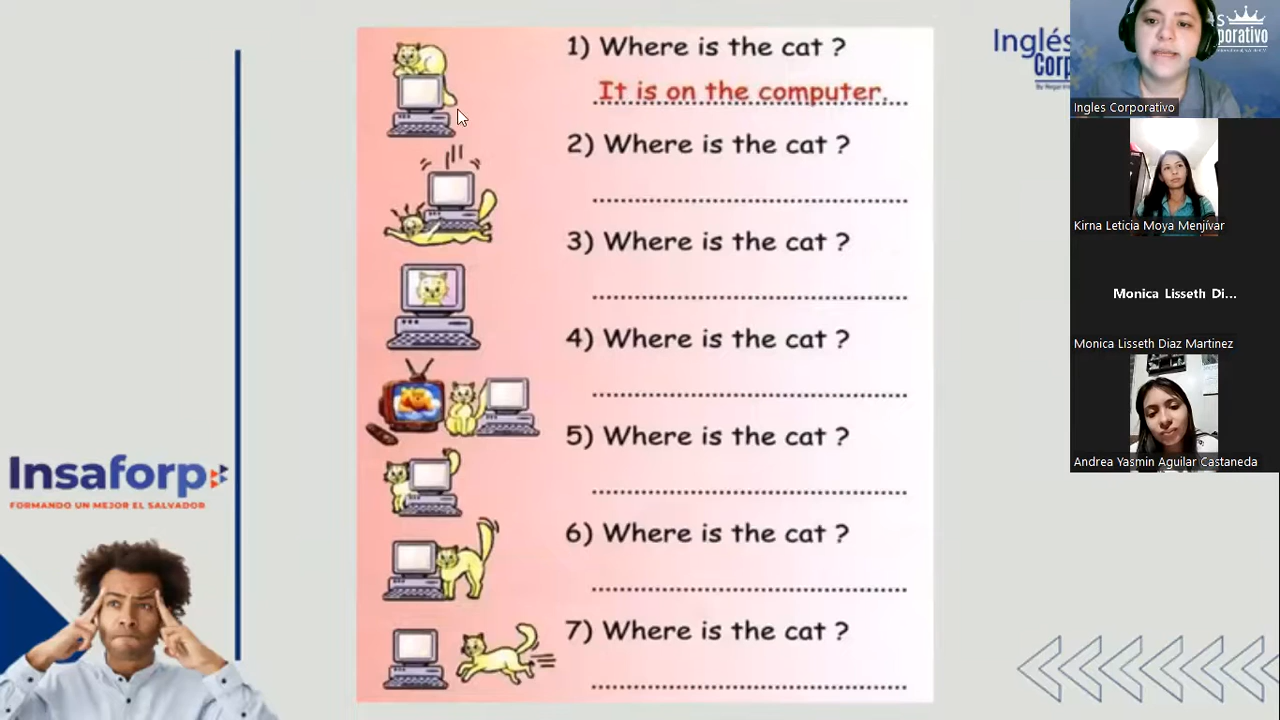 1) Where is the cat ?
It is on the computer.
2) Where is the cat ?
3) Where is the cat ?
4) Where is the cat ?
5) Where is the cat ?
6) Where is the cat ?
7) Where is the cat ?
Insaforp
FORMANDO UN MEJOR EL SALVADOR
Inglés
Corp
S
porativo
Ingles Corporativo
Kirna Leticia Moya Menjívar
Monica Lisseth Di...
Monica Lisseth Diaz Martinez
Andrea Yasmin Aguilar Castaneda